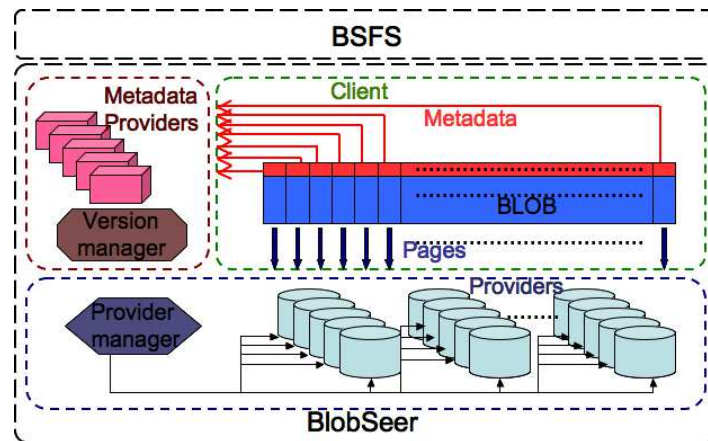 BSFS
Metadata
Providers
Version
manager
Client
Metadata
BLOB
Pages
Provider
manager
Providers
BlobSeer